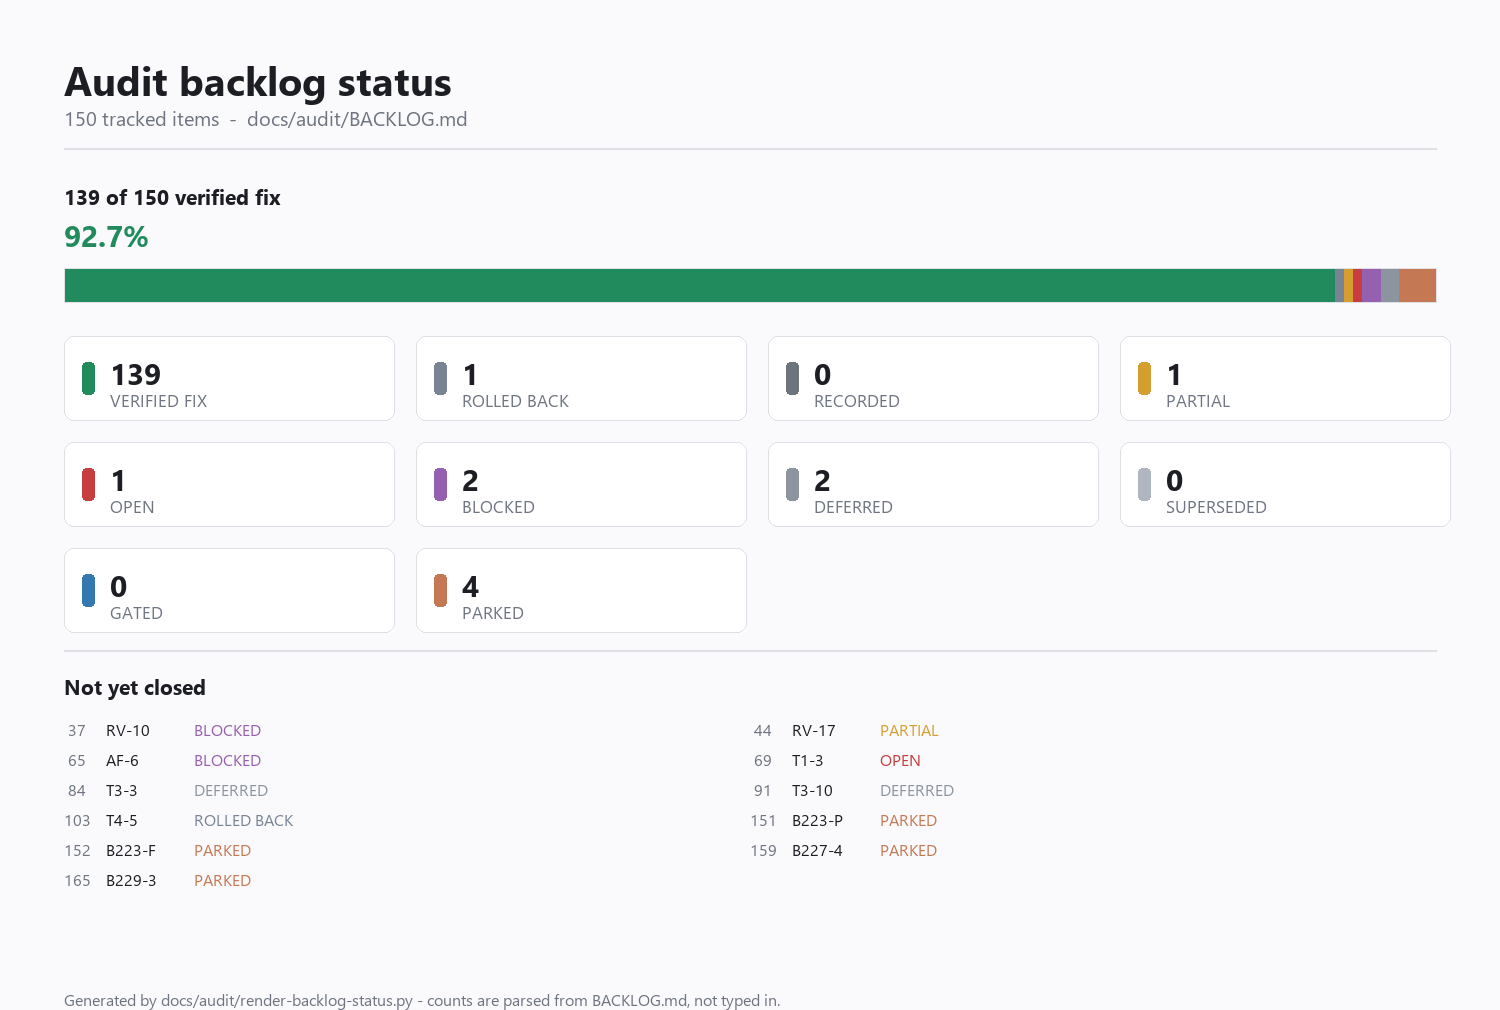 Audit backlog status
150 tracked items - docs/audit/BACKLOG.md
139 of 150 verified fix
92.7%
139
VERIFIED FIX
1
ROLLED BACK
0
RECORDED
1
PARTIAL
1
OPEN
2
BLOCKED
2
DEFERRED
0
SUPERSEDED
0
GATED
4
PARKED
Not yet closed
37 RV-10 BLOCKED
44 RV-17 PARTIAL
65 AF-6 BLOCKED
69 T1-3 OPEN
84 T3-3 DEFERRED
91 T3-10 DEFERRED
103 T4-5 ROLLED BACK
151 B223-P PARKED
152 B223-F PARKED
159 B227-4 PARKED
165 B229-3 PARKED
Generated by docs/audit/render-backlog-status.py - counts are parsed from BACKLOG.md, not typed in.